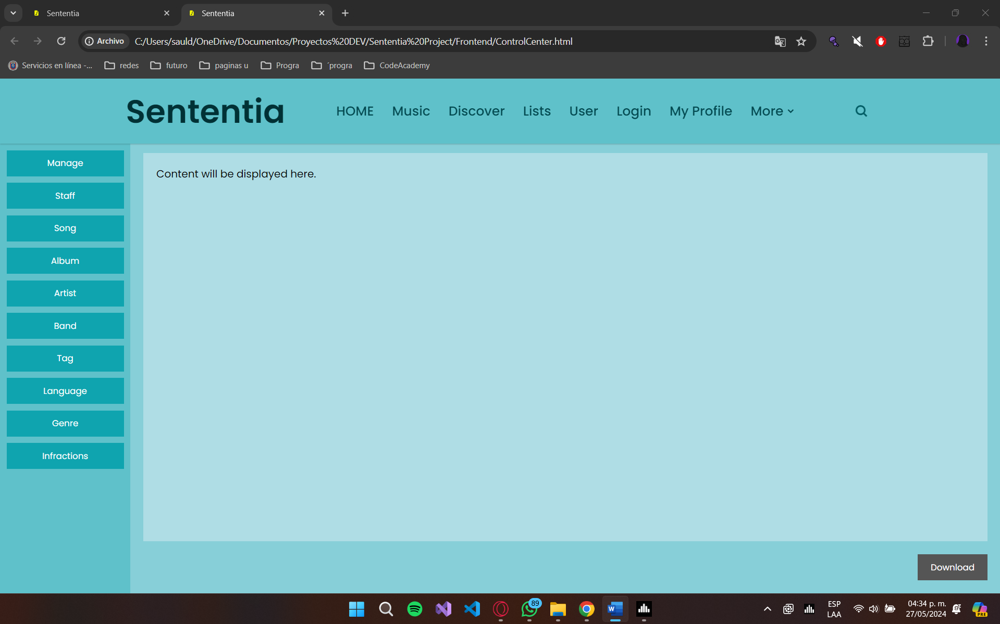 Sententia
Sententia
Archivo
C:/Users/sauld/OneDrive/Documentos/Proyectos%20DEV/Sententia%20Project/Frontend/ControlCenter.html
Servicios en línea -...
redes
futuro
paginas u
Progra
´progra
CodeAcademy
Sententia
HOME
Music
Discover
Lists
User
Login
My Profile
More
Manage
Staff
Song
Album
Artist
Band
Tag
Language
Genre
Infractions
Content will be displayed here.
Download
89
ESP
LAA
04:34 p. m.
27/05/2024
PRE